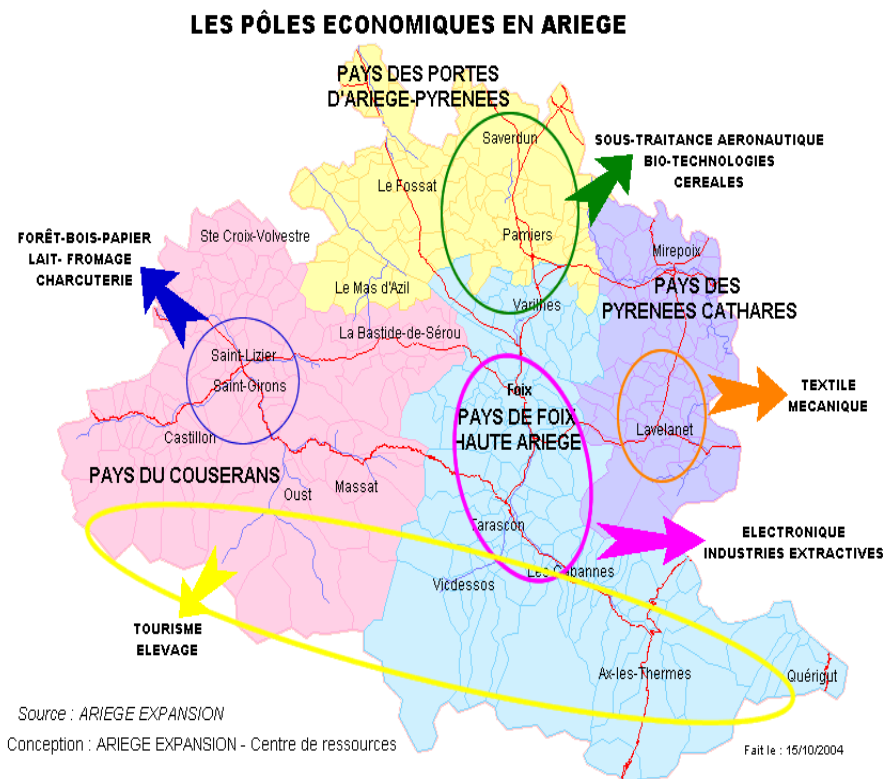 LES PÔLES ECONOMIQUES EN ARIEGE
PAYS DES PORTES
D'ARIEGE-PYRENEES
Saverdun
SOUS-TRAITANCE AERONAUTIQUE
BIO-TECHNOLOGIES
CEREALES
Le Fossat
Ste Croix-Volvestre
Pamiers
FORÊT-BOIS-PAPIER
LAIT- FROMAGE
CHARCUTERIE
Mirepoix
PAYS DES
PYRENEES CATHARES
Le Mas d'Azil
Varilhes
La Bastide-de-Sérou
Saint-Lizier
Saint-Girons
Foix
PAYS DE FOIX
HAUTE ARIEGE
TEXTILE
MECANIQUE
Lavelanet
Castillon
PAYS DU COUSERANS
Massat
Oust
Tarascon
ELECTRONIQUE
INDUSTRIES EXTRACTIVES
Les Cabannes
Vicdessos
TOURISME
ELEVAGE
Ax-les-Thermes
Quérigut
Source : ARIEGE EXPANSION
Conception : ARIEGE EXPANSION - Centre de ressources
Fait le : 15/10/2004